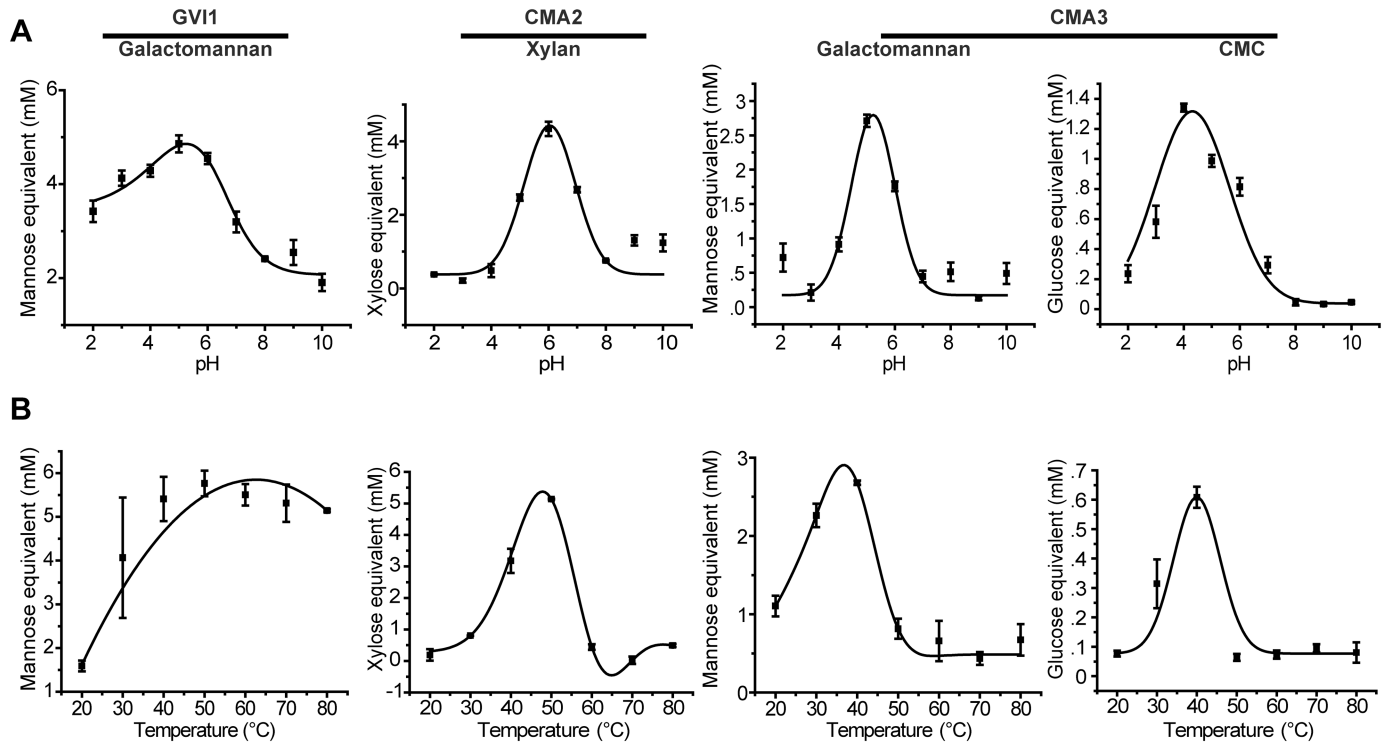 A
GVI1
Galactomannan
CMA2
Xylan
CMA3
Galactomannan
CMC
Mannose equivalent (mM)
6
4
2
2 4 6 8 10
pH
Xylose equivalent (mM)
4
2
0
2 4 6 8 10
pH
Mannose equivalent (mM)
3
2.5
2
1.5
1
.5
.0
2 4 6 8 10
pH
Glucose equivalent (mM)
1.4
1.2
1
.8
.6
.4
.2
0
2 4 6 8 10
pH
B
Mannose equivalent (mM)
6
5
4
3
2
1
20 30 40 50 60 70 80
Temperature (°C)
Xylose equivalent (mM)
6
5
4
3
2
1
0
-1
20 30 40 50 60 70 80
Temperature (°C)
Mannose equivalent (mM)
3
2
1
0
20 30 40 50 60 70 80
Temperature (°C)
Glucose equivalent (mM)
.7
.6
.5
.4
.3
.2
.1
0
20 30 40 50 60 70 80
Temperature (°C)